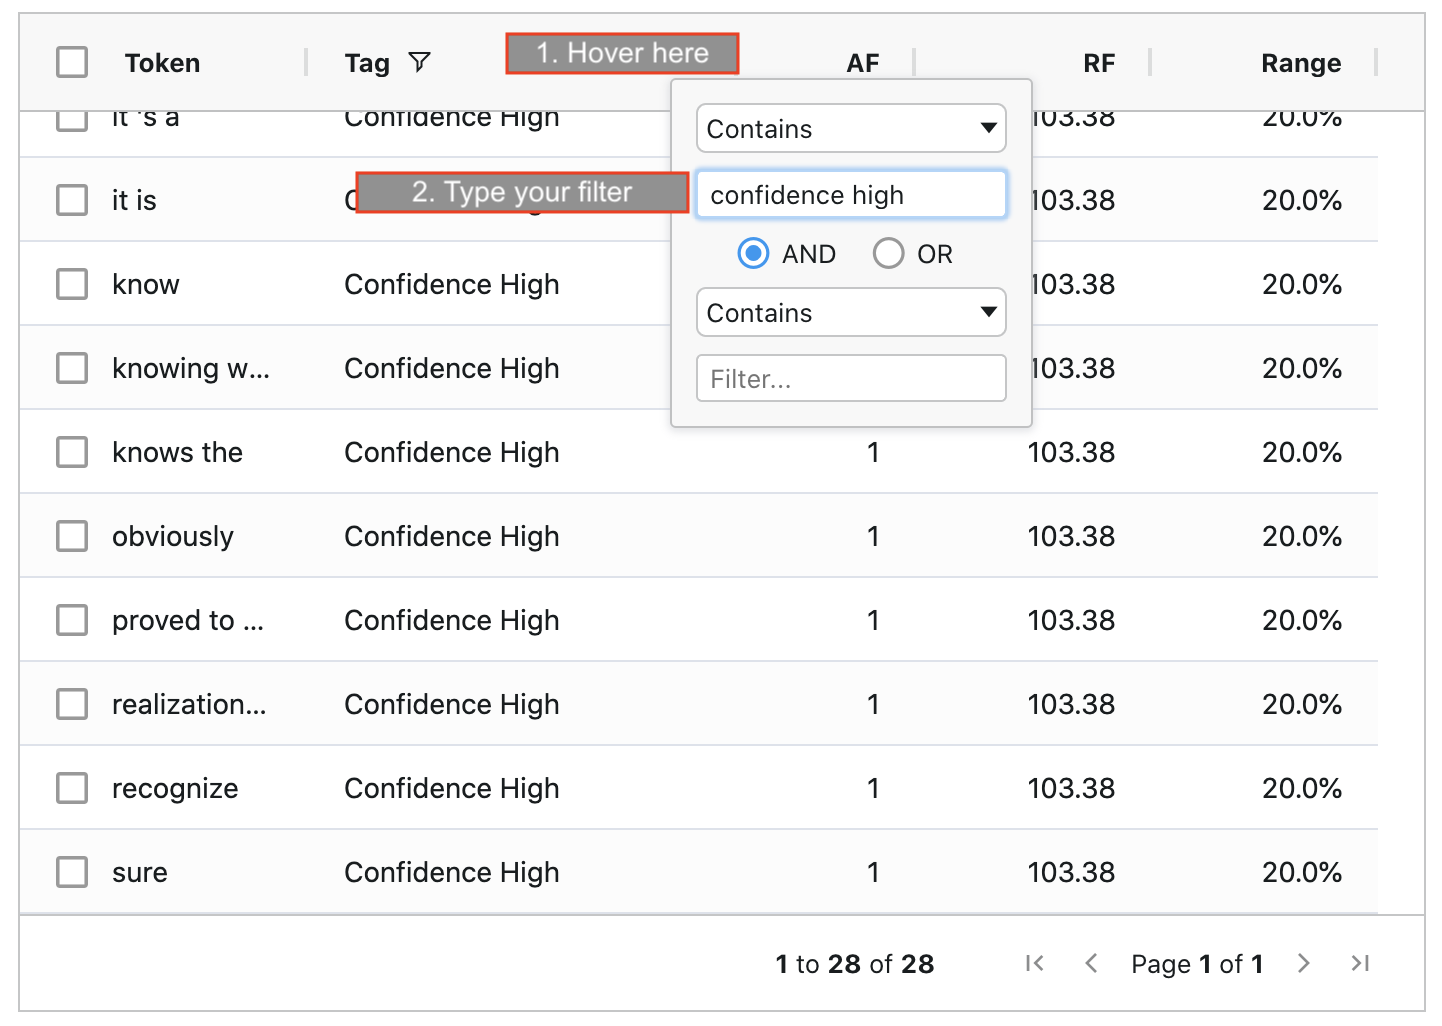 Token Tag 1. Hover here AF RF Range
it 's a Confidence High 103.38 20.0%
Contains
it is 2. Type your filter confidence high 103.38 20.0%
AND OR
know Confidence High 103.38 20.0%
Contains
knowing w... Confidence High 103.38 20.0%
Filter...
knows the Confidence High 1 103.38 20.0%
obviously Confidence High 1 103.38 20.0%
proved to ... Confidence High 1 103.38 20.0%
realization... Confidence High 1 103.38 20.0%
recognize Confidence High 1 103.38 20.0%
sure Confidence High 1 103.38 20.0%
1 to 28 of 28 Page 1 of 1